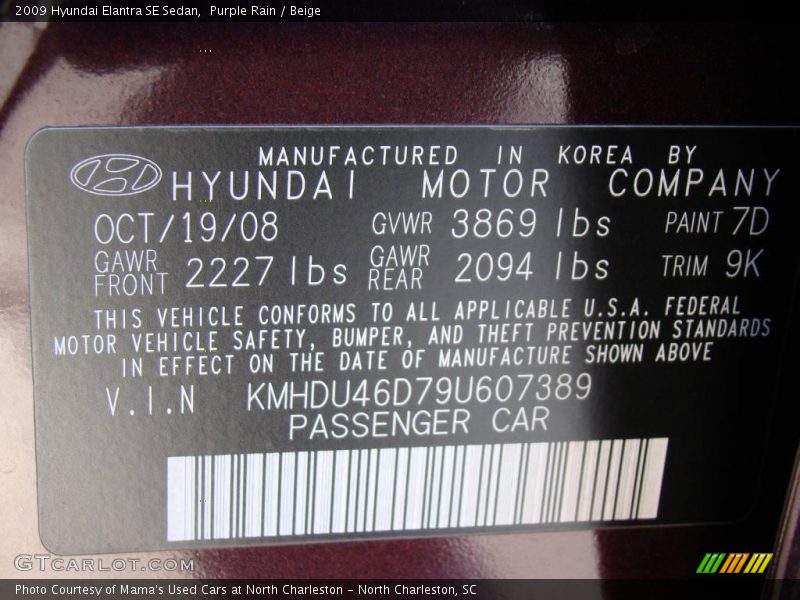 2009 Hyundai Elantra SE Sedan, Purple Rain / Beige
MANUFACTURED IN KOREA BY
HYUNDAI MOTOR COMPANY
OCT/19/08 GVWR 3869 lbs PAINT 7D
GAWR FRONT 2227 lbs GAWR REAR 2094 lbs TRIM 9K
THIS VEHICLE CONFORMS TO ALL APPLICABLE U.S.A. FEDERAL
MOTOR VEHICLE SAFETY, BUMPER, AND THEFT PREVENTION STANDARDS
IN EFFECT ON THE DATE OF MANUFACTURE SHOWN ABOVE
V.I.N KMHDU46D79U607389
PASSENGER CAR
GTCARLOT.COM
Photo Courtesy of Mama's Used Cars at North Charleston - North Charleston, SC